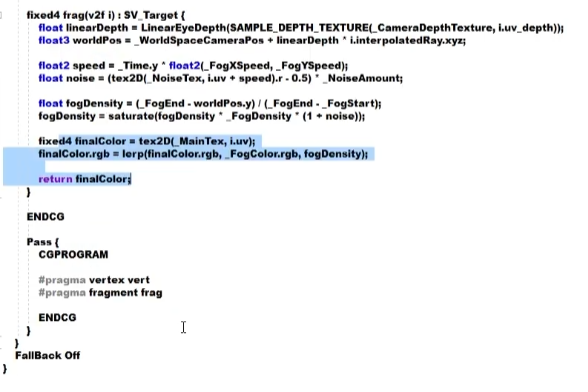 fixed4 frag(v2f i) : SV_Target {
float linearDepth = LinearEyeDepth(SAMPLE_DEPTH_TEXTURE(_CameraDepthTexture, i.uv_depth));
float3 worldPos = _WorldSpaceCameraPos + linearDepth * i.interpolatedRay.xyz;
float2 speed = _Time.y * float2(_FogXSpeed, _FogYSpeed);
float noise = (tex2D(_NoiseTex, i.uv + speed).r - 0.5) * _NoiseAmount;
float fogDensity = (_FogEnd - worldPos.y) / (_FogEnd - _FogStart);
fogDensity = saturate(fogDensity * _FogDensity * (1 + noise));
fixed4 finalColor = tex2D(_MainTex, i.uv);
finalColor.rgb = lerp(finalColor.rgb, _FogColor.rgb, fogDensity);
return finalColor;
}
ENDCG
Pass {
CGPROGRAM
#pragma vertex vert
#pragma fragment frag
ENDCG
}
}
FallBack Off
}